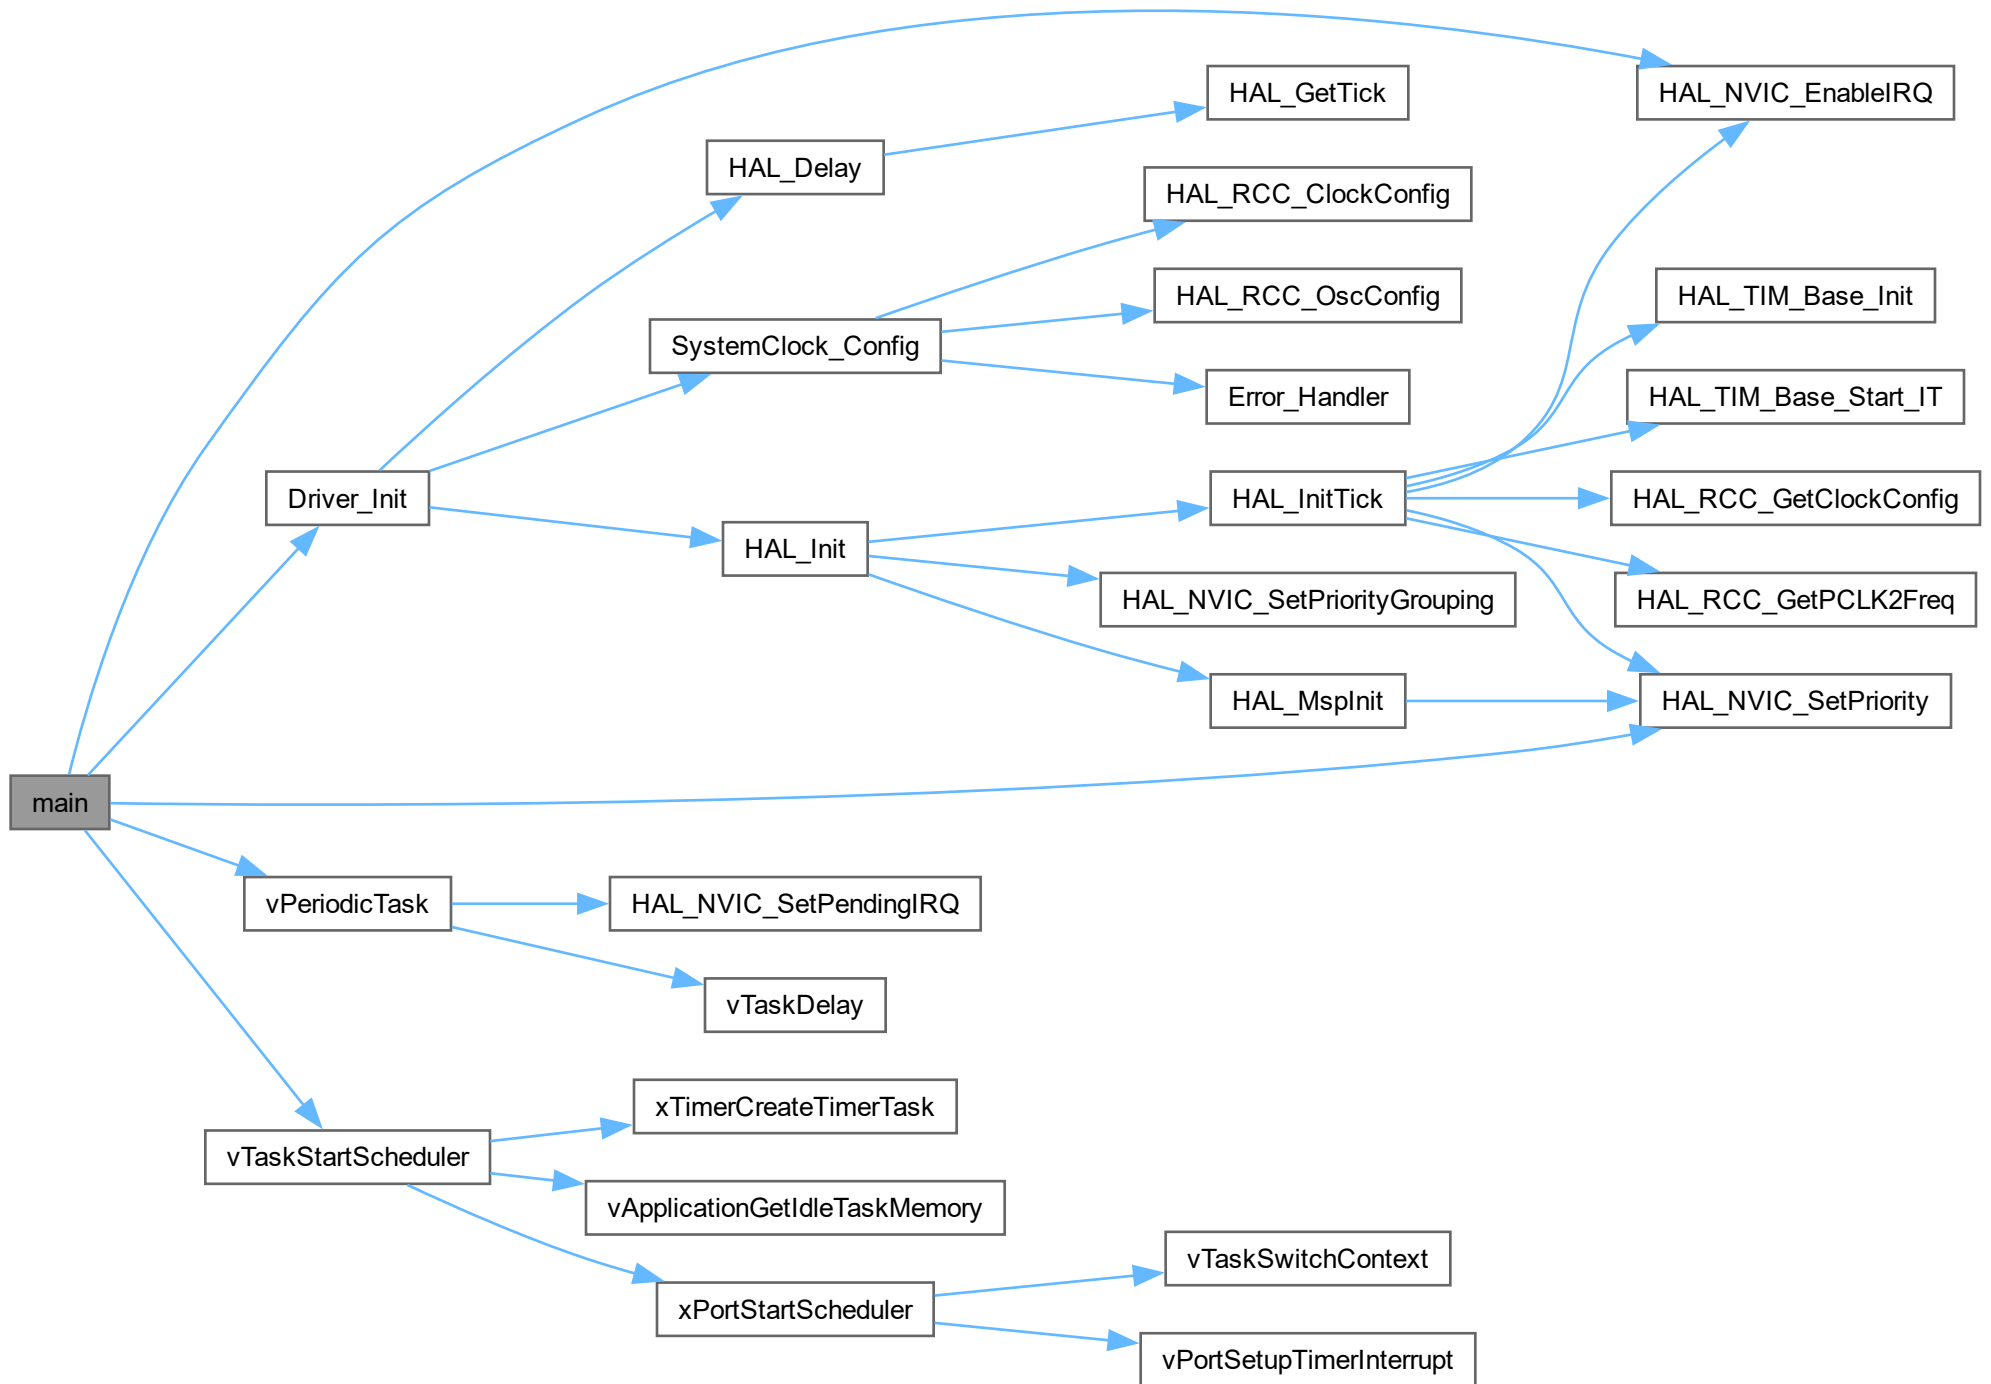 HAL_GetTick
HAL_NVIC_EnableIRQ
HAL_Delay
HAL_RCC_ClockConfig
HAL_RCC_OscConfig
HAL_TIM_Base_Init
SystemClock_Config
Error_Handler
HAL_TIM_Base_Start_IT
Driver_Init
HAL_InitTick
HAL_RCC_GetClockConfig
HAL_Init
HAL_NVIC_SetPriorityGrouping
HAL_RCC_GetPCLK2Freq
HAL_MspInit
HAL_NVIC_SetPriority
main
vPeriodicTask
HAL_NVIC_SetPendingIRQ
vTaskDelay
xTimerCreateTimerTask
vTaskStartScheduler
vApplicationGetIdleTaskMemory
vTaskSwitchContext
xPortStartScheduler
vPortSetupTimerInterrupt